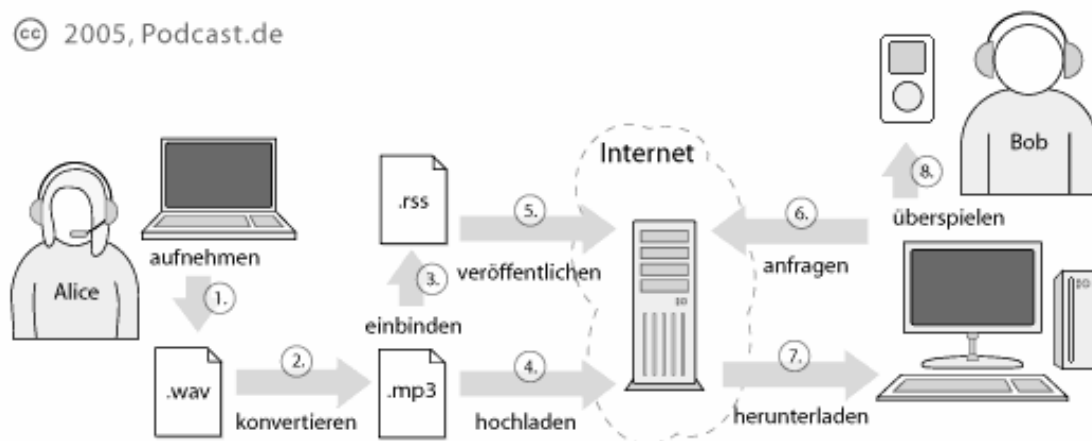 cc 2005, Podcast.de
Internet
Bob
8.
.rss
5.
6.
überspielen
aufnehmen
veröffentlichen
anfragen
Alice
1.
3.
einbinden
2.
4.
7.
.wav
.mp3
konvertieren
hochladen
herunterladen